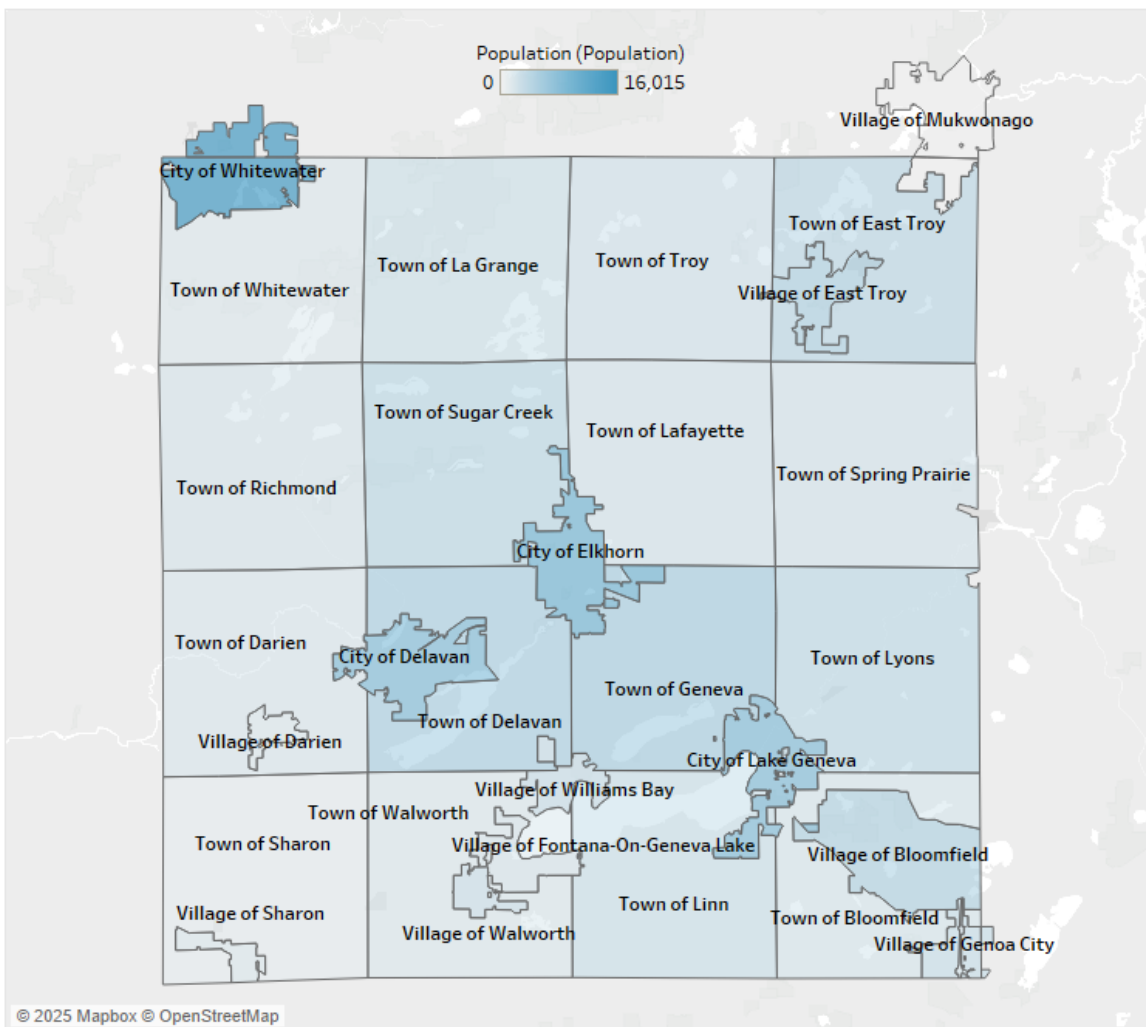 Population (Population)
0 16,015
Village of Mukwonago
City of Whitewater
Town of East Troy
Town of La Grange
Town of Troy
Town of Whitewater
Village of East Troy
Town of Sugar Creek
Town of Lafayette
Town of Richmond
Town of Spring Prairie
City of Elkhorn
Town of Darien
City of Delavan
Town of Lyons
Town of Geneva
Town of Delavan
Village of Darien
City of Lake Geneva
Village of Williams Bay
Town of Walworth
Town of Sharon
Village of Fontana-On-Geneva Lake
Village of Bloomfield
Town of Linn
Village of Sharon
Town of Bloomfield
Village of Walworth
Village of Genoa City
© 2025 Mapbox © OpenStreetMap